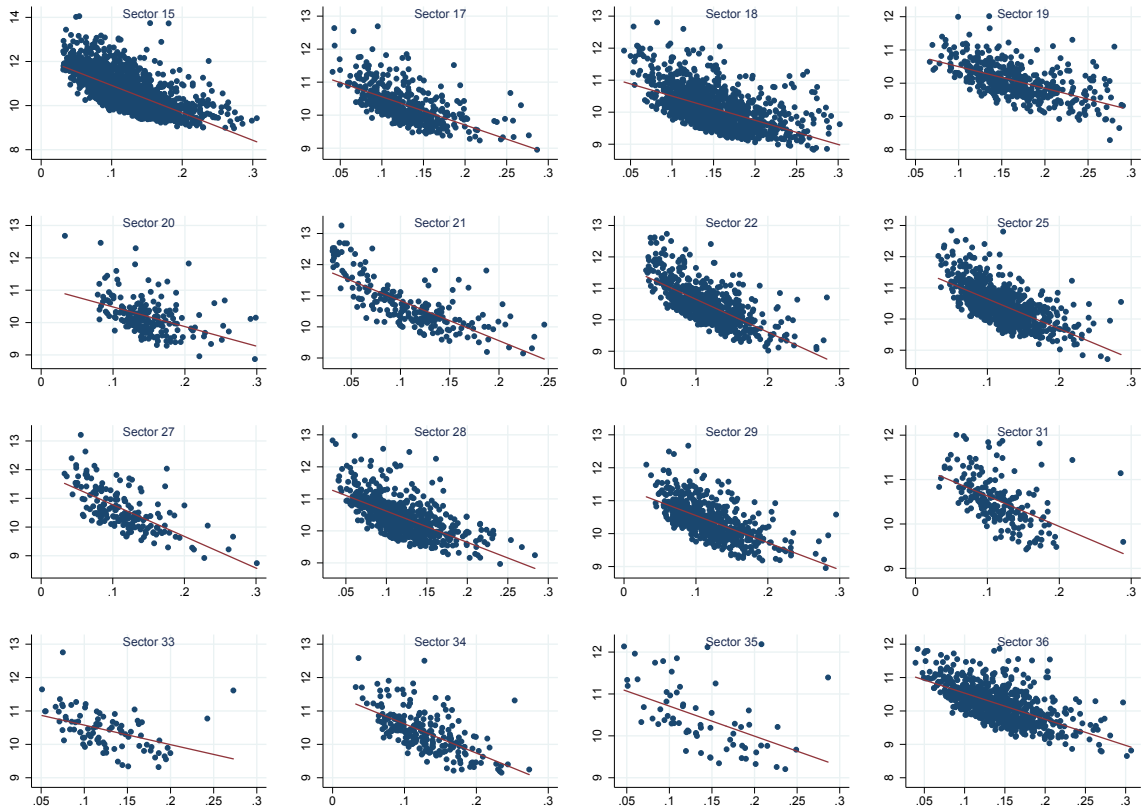 Sector 15 Sector 17 Sector 18 Sector 19
14 13 13 12
12 12 12 11
10 11 11 10
8 10 10 9
9 9 8
0 .1 .2 .3 .05 .1 .15 .2 .25 .3 .05 .1 .15 .2 .25 .3 .05 .1 .15 .2 .25 .3
Sector 20 Sector 21 Sector 22 Sector 25
13 13 13 13
12 12 12 12
11 11 11 11
10 10 10 10
9 9 9 9
0 .1 .2 .3 .05 .1 .15 .2 .25 0 .1 .2 .3 0 .1 .2 .3
Sector 27 Sector 28 Sector 29 Sector 31
13 13 13 12
12 12 12 11
11 11 11 10
10 10 10 9
9 9 9
0 .1 .2 .3 .05 .1 .15 .2 .25 .3 0 .1 .2 .3 0 .1 .2 .3
Sector 33 Sector 34 Sector 35 Sector 36
13 13 12 12
12 12 11 11
11 11 10 10
10 10 9 9
9 9 8
.05 .1 .15 .2 .25 .3 0 .1 .2 .3 .05 .1 .15 .2 .25 .3 .05 .1 .15 .2 .25 .3